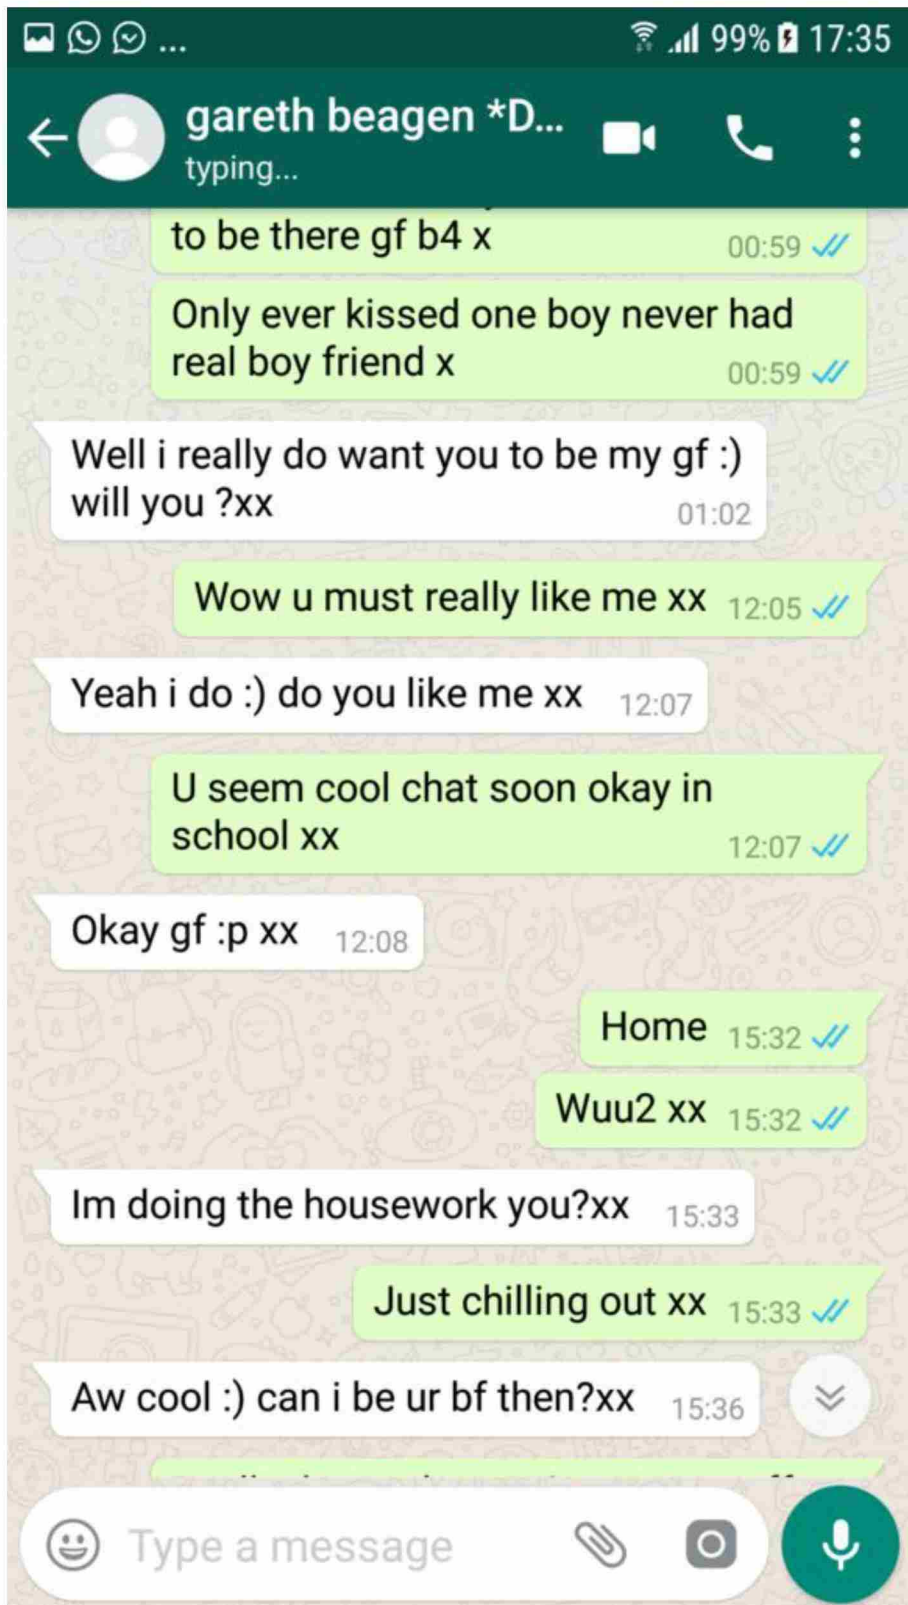 ... 99% 17:35
gareth beagen *D...
typing...
to be there gf b4 x 00:59
Only ever kissed one boy never had
real boy friend x 00:59
Well i really do want you to be my gf :)
will you ?xx 01:02
Wow u must really like me xx 12:05
Yeah i do :) do you like me xx 12:07
U seem cool chat soon okay in
school xx 12:07
Okay gf :p xx 12:08
Home 15:32
Wuu2 xx 15:32
Im doing the housework you?xx 15:33
Just chilling out xx 15:33
Aw cool :) can i be ur bf then?xx 15:36
Type a message